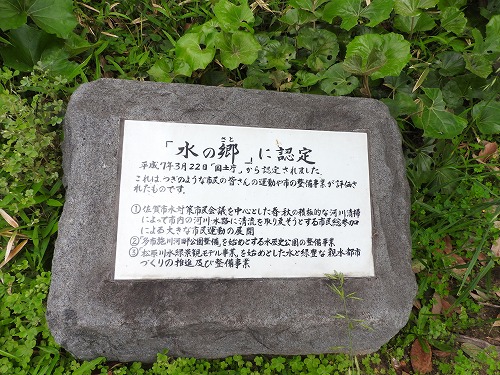 さと
「水の郷」に認定
平成7年3月22日「国土庁」から認定されました
これは、つぎのような市民の皆さんの運動や市の整備事業が評価さ
れたものです。
①佐賀市水対策市民会議を中心とした春・秋の積極的な河川清掃
によって市内の河川水路に清流を取り戻そうとする市民総参加
による大きな市民運動の展開
②多布施川河畔公園整備を始めとする水歴史公園の整備事業
③松原川水緑景観モデル事業、を始めとした水と緑豊な親水都市
づくりの推進及び整備事業